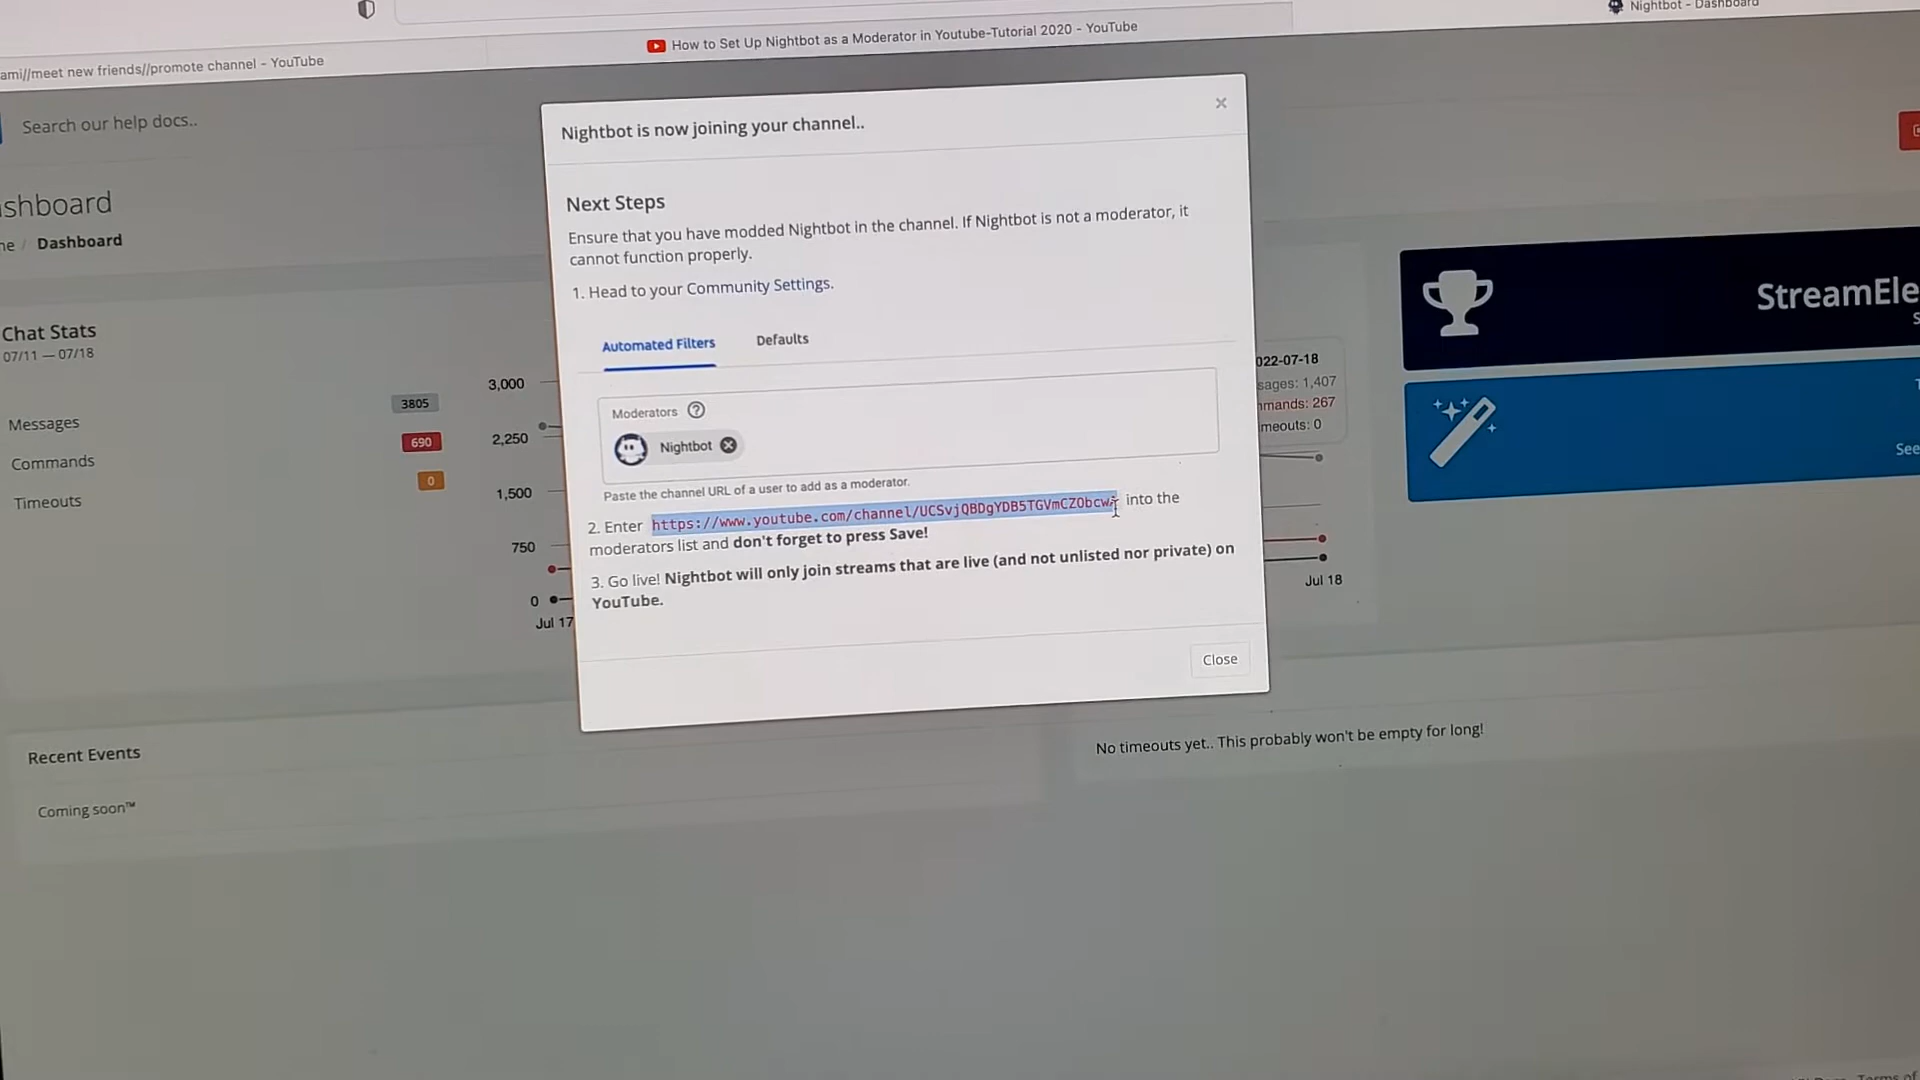 Nightbot - Dashboard
How to Set Up Nightbot as a Moderator in Youtube-Tutorial 2020 - YouTube
ami//meet new friends//promote channel - YouTube
Search our help docs..
shboard
ne / Dashboard
Chat Stats
07/11 — 07/18
Messages
3805
Commands
690
Timeouts
0
3,000
2,250
1,500
750
0
Jul 17
Nightbot is now joining your channel..
×
Next Steps
Ensure that you have modded Nightbot in the channel. If Nightbot is not a moderator, it
cannot function properly.
1. Head to your Community Settings.
Automated Filters
Defaults
Moderators ?
Nightbot
Paste the channel URL of a user to add as a moderator.
2. Enter https://www.youtube.com/channel/UCSvjQBDgYDB5TGVmCZObcw into the
moderators list and don't forget to press Save!
3. Go live! Nightbot will only join streams that are live (and not unlisted nor private) on
YouTube.
Close
022-07-18
sages: 1,407
mmands: 267
meouts: 0
Jul 18
StreamEle
See
Recent Events
Coming soon™
No timeouts yet.. This probably won't be empty for long!
Terms of